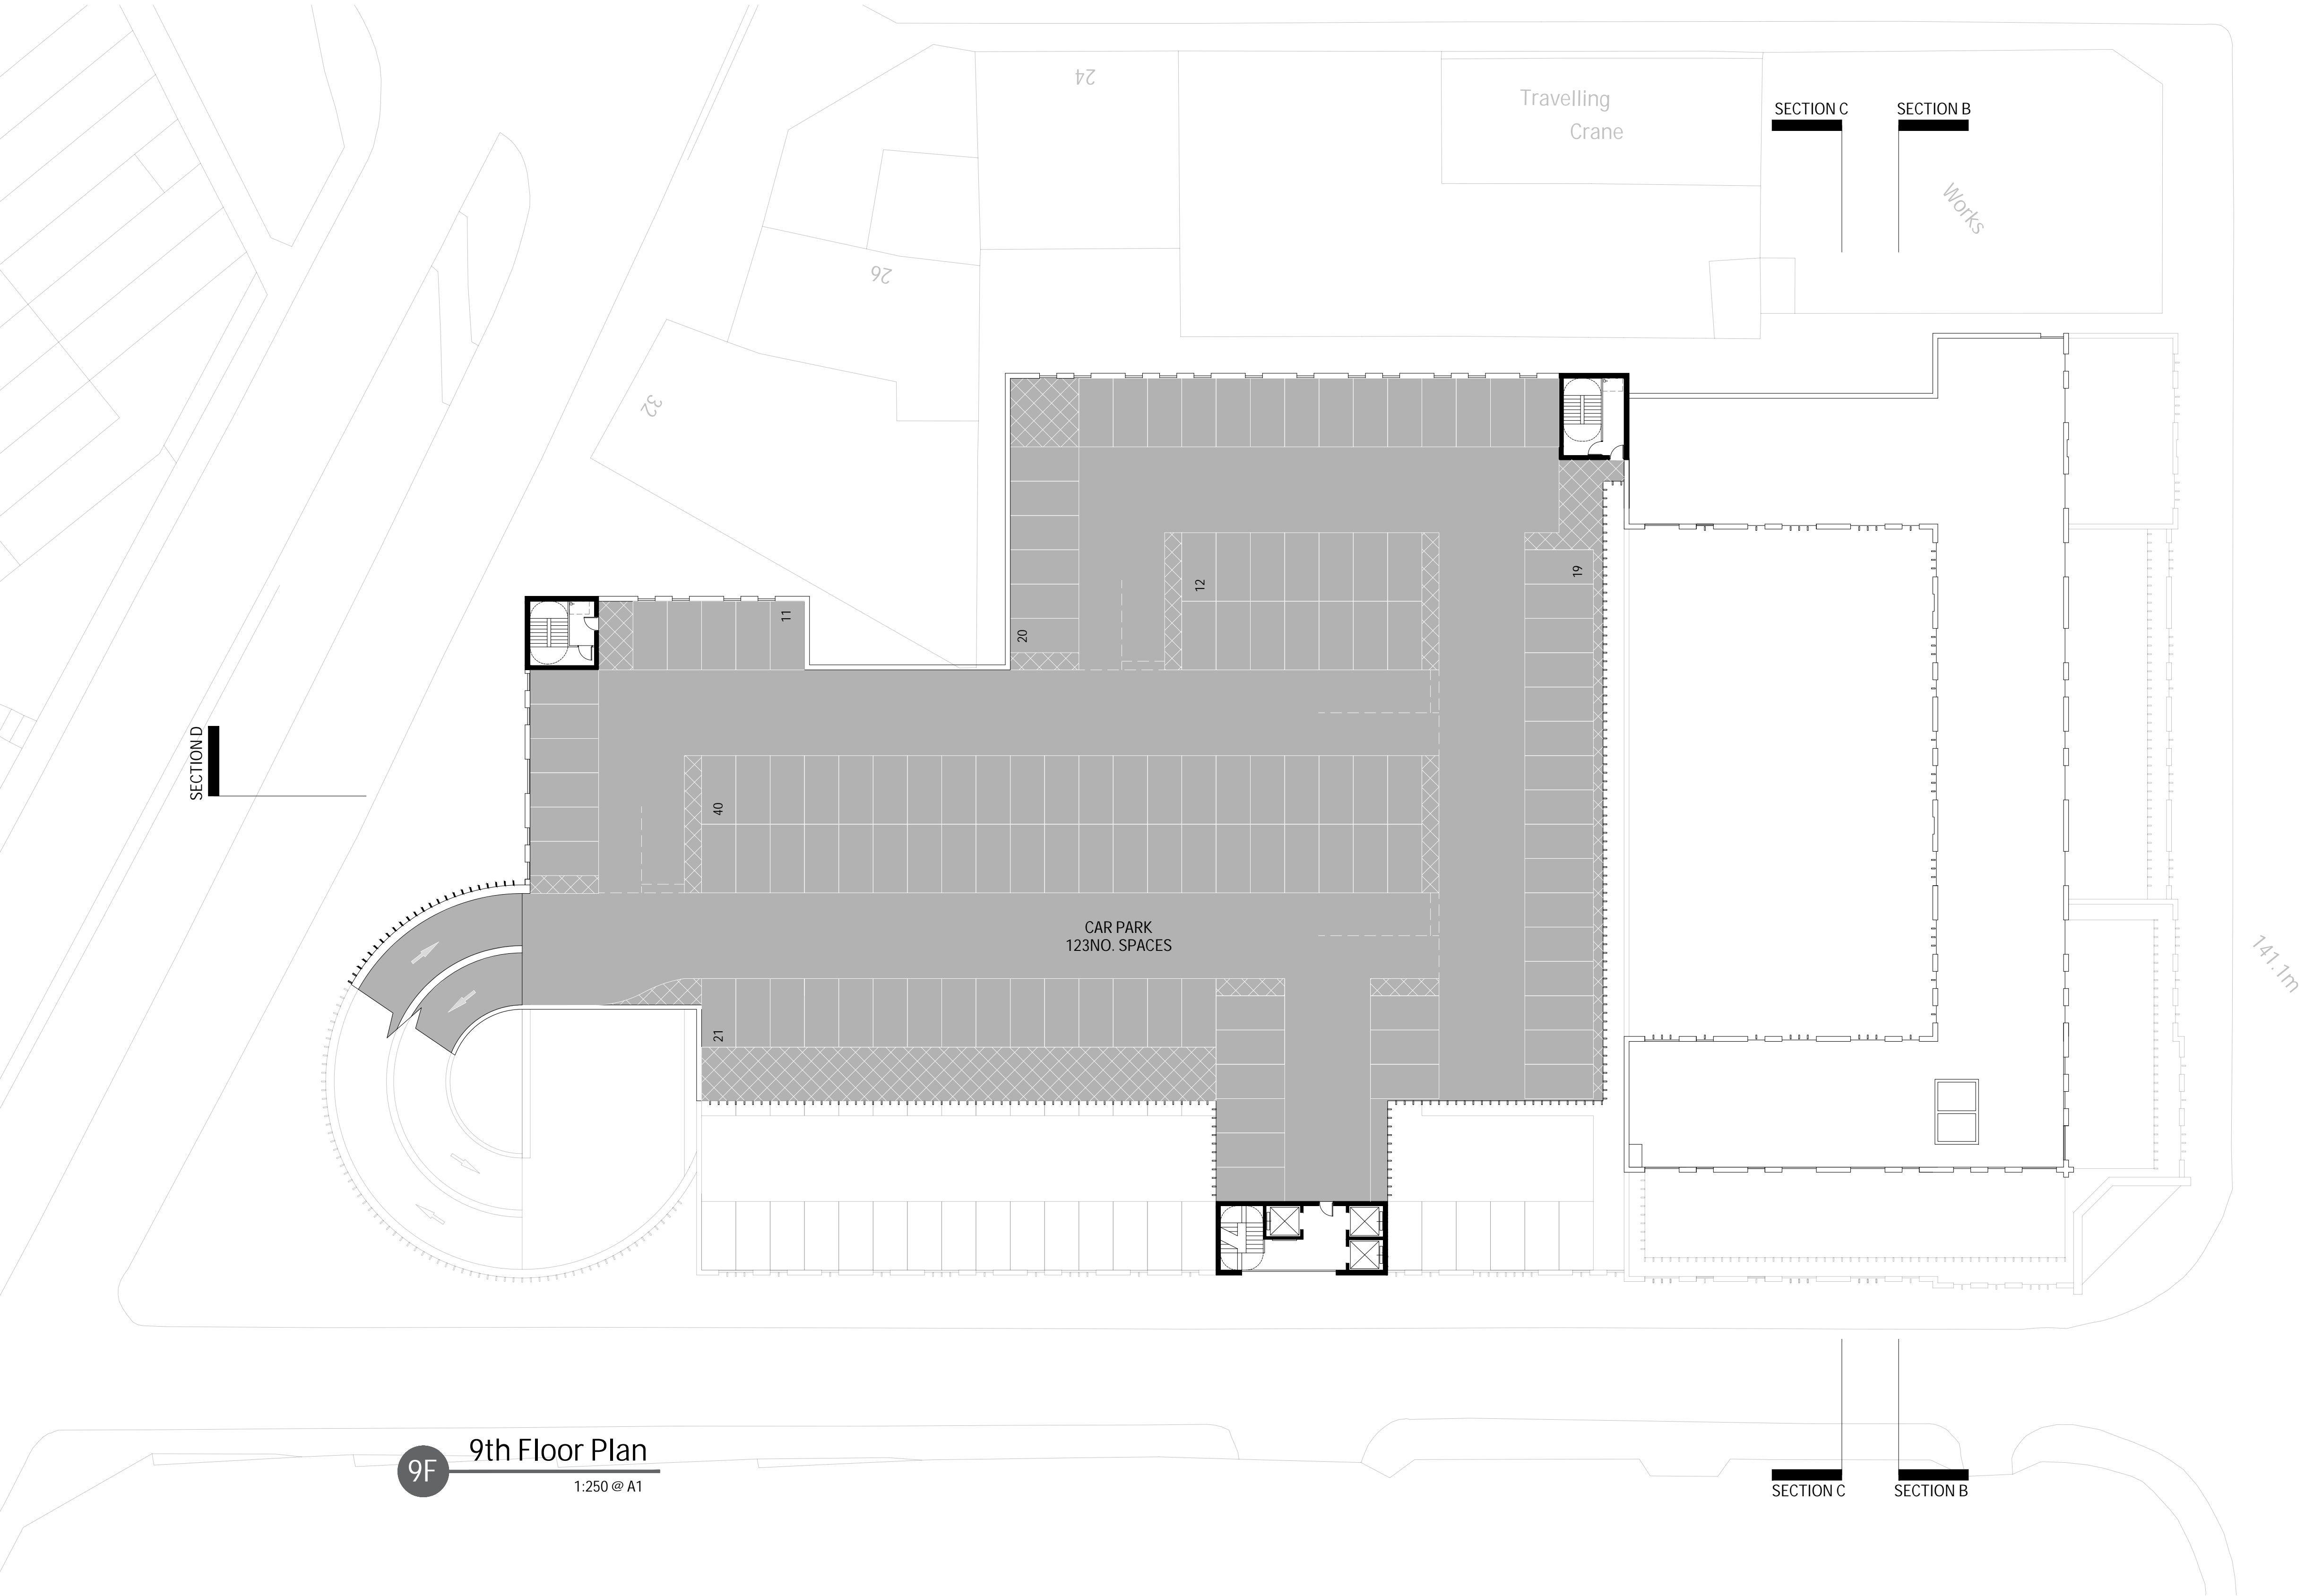 24
Travelling
Crane
SECTION C
SECTION B
Works
26
32
11
20
12
19
SECTION D
40
CAR PARK
123NO. SPACES
141.1m
21
9F
9th Floor Plan
1:250 @ A1
SECTION C
SECTION B